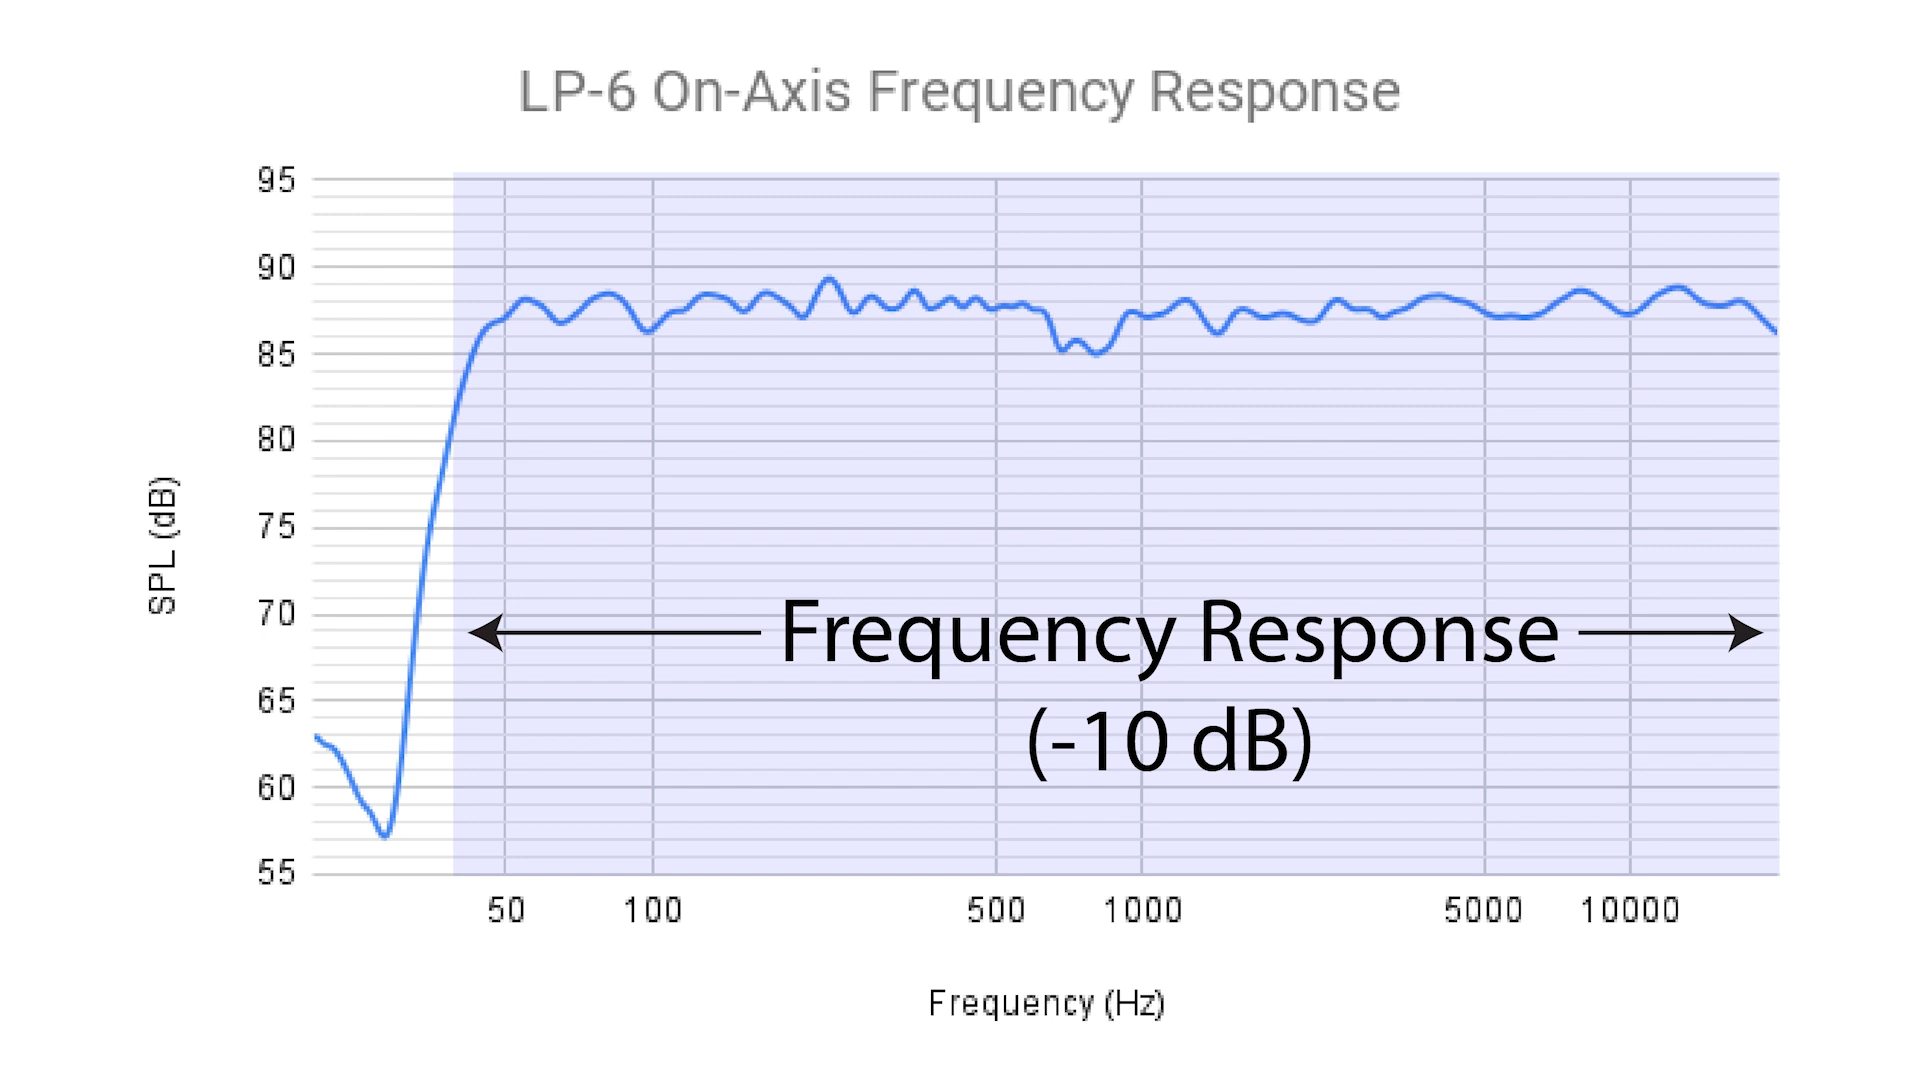 LP-6 On-Axis Frequency Response
95
90
85
80
75
70
65
60
55
SPL (dB)
Frequency Response
(-10 dB)
50 100 500 1000 5000 10000
Frequency (Hz)